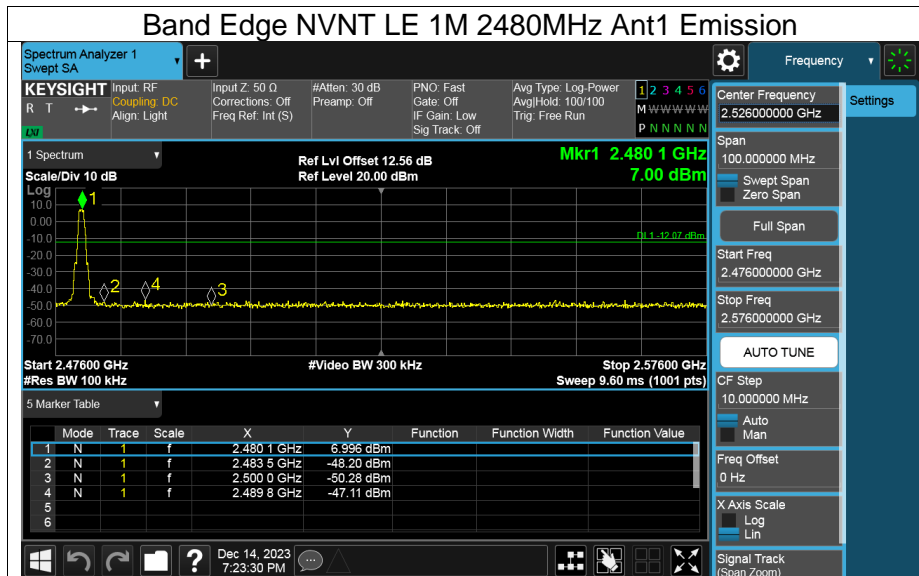 Band Edge NVNT LE 1M 2480MHz Ant1 Emission
Spectrum Analyzer 1
Swept SA
+
Frequency
KEYSIGHT
R T
LXI
Input: RF
Coupling: DC
Align: Light
Input Z: 50 Ω
Corrections: Off
Freq Ref: Int (S)
#Atten: 30 dB
Preamp: Off
PNO: Fast
Gate: Off
IF Gain: Low
Sig Track: Off
Avg Type: Log-Power
Avg|Hold: 100/100
Trig: Free Run
1 2 3 4 5 6
M W W W W W
P N N N N N
1 Spectrum
Scale/Div 10 dB
Ref Lvl Offset 12.56 dB
Ref Level 20.00 dBm
Mkr1 2.480 1 GHz
7.00 dBm
Log
10.0
0.00
-10.0
-20.0
-30.0
-40.0
-50.0
-60.0
-70.0
1
2
4
3
DL1 -12.07 dBm
Start 2.47600 GHz
#Res BW 100 kHz
#Video BW 300 kHz
Stop 2.57600 GHz
Sweep 9.60 ms (1001 pts)
5 Marker Table
Mode Trace Scale X Y Function Function Width Function Value
1 N 1 f 2.480 1 GHz 6.996 dBm
2 N 1 f 2.483 5 GHz -48.20 dBm
3 N 1 f 2.500 0 GHz -50.28 dBm
4 N 1 f 2.489 8 GHz -47.11 dBm
5
6
?
Dec 14, 2023
7:23:30 PM
Center Frequency
2.526000000 GHz
Settings
Span
100.000000 MHz
Swept Span
Zero Span
Full Span
Start Freq
2.476000000 GHz
Stop Freq
2.576000000 GHz
AUTO TUNE
CF Step
10.000000 MHz
Auto
Man
Freq Offset
0 Hz
X Axis Scale
Log
Lin
Signal Track
(Span Zoom)